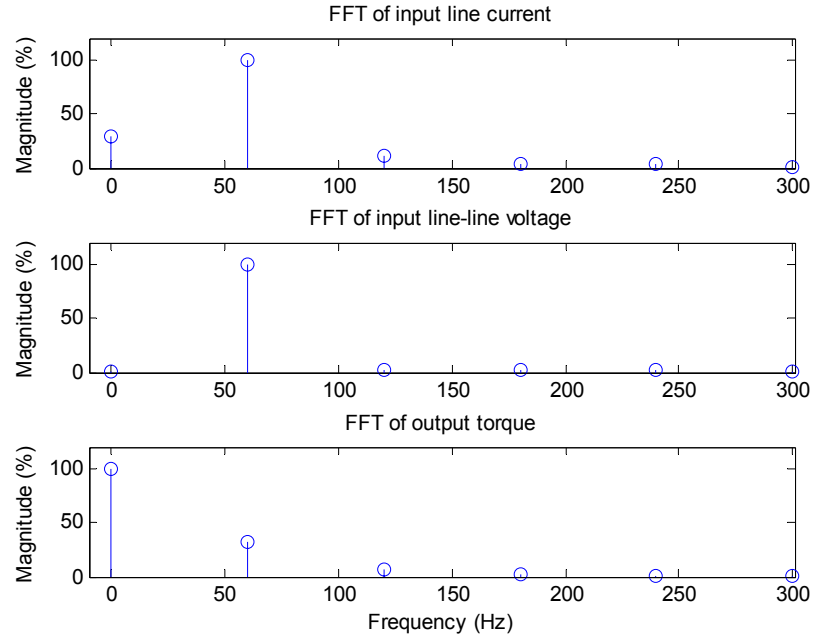 FFT of input line current
Magnitude (%)
100
50
0
0 50 100 150 200 250 300
FFT of input line-line voltage
Magnitude (%)
100
50
0
0 50 100 150 200 250 300
FFT of output torque
Magnitude (%)
100
50
0
0 50 100 150 200 250 300
Frequency (Hz)